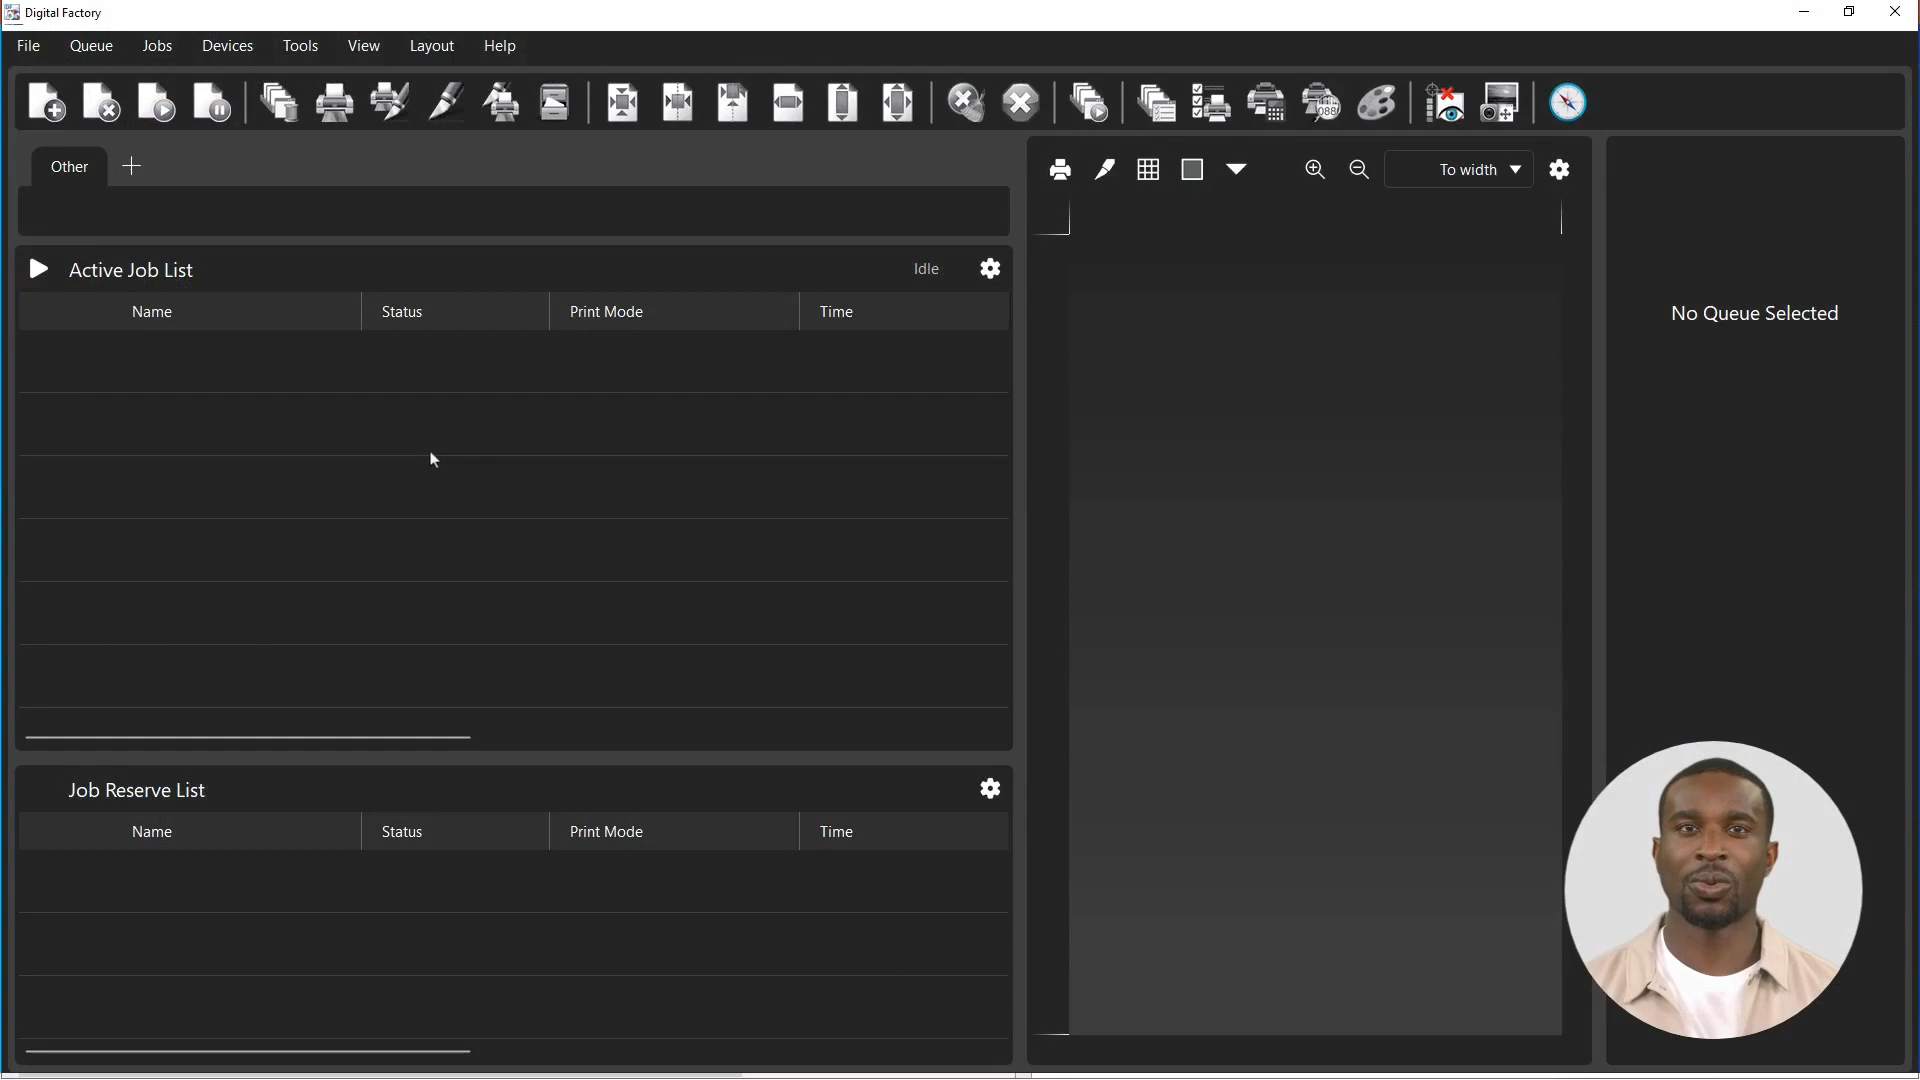 Digital Factory
File Queue Jobs Devices Tools View Layout Help
Other
To width
Active Job List Idle
Name Status Print Mode Time
No Queue Selected
Job Reserve List
Name Status Print Mode Time